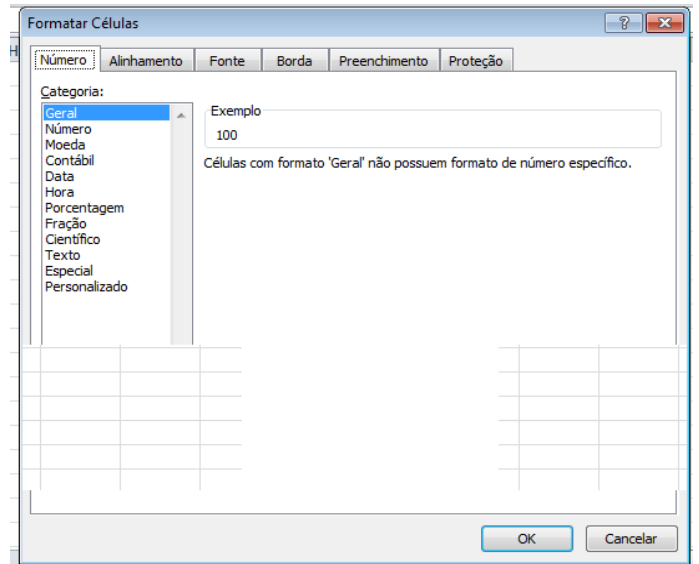 Formatar Células
H
Número Alinhamento Fonte Borda Preenchimento Proteção
Categoria:
Geral
Número
Moeda
Contábil
Data
Hora
Porcentagem
Fração
Científico
Texto
Especial
Personalizado
Exemplo
100
Células com formato 'Geral' não possuem formato de número específico.
OK Cancelar